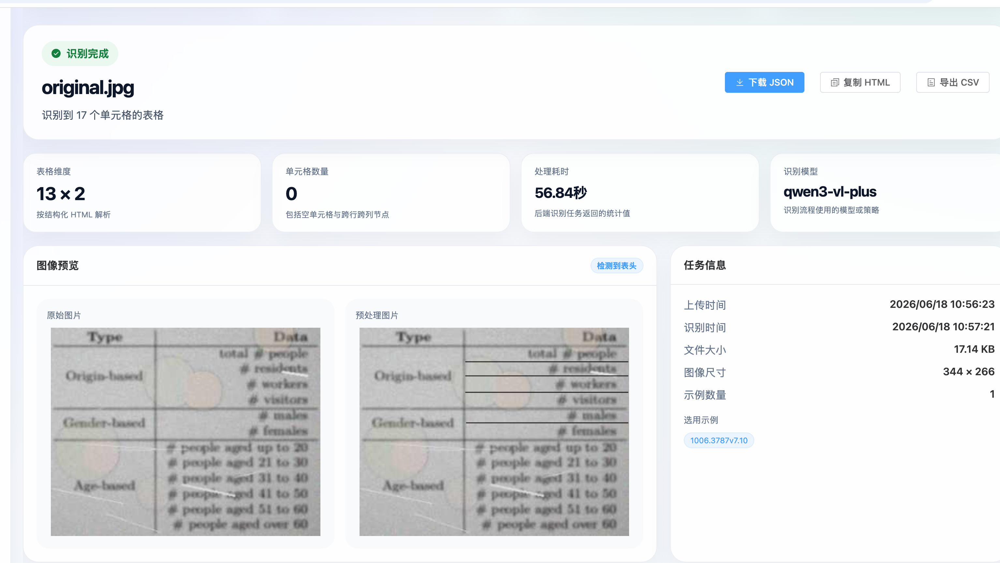 识别完成
original.jpg
识别到 17 个单元格的表格
下载 JSON
复制 HTML
导出 CSV
表格维度
13 × 2
按结构化 HTML 解析
单元格数量
0
包括空单元格与跨行跨列节点
处理耗时
56.84秒
后端识别任务返回的统计值
识别模型
qwen3-vl-plus
识别流程使用的模型或策略
图像预览
检测到表头
原始图片
Type Data
total # people
# residents
Origin-based
# workers
# visitors
# males
Gender-based
# females
# people aged up to 20
# people aged 21 to 30
# people aged 31 to 40
Age-based
# people aged 41 to 50
# people aged 51 to 60
# people aged over 60
预处理图片
Type Data
total # people
# residents
Origin-based
# workers
# visitors
# males
Gender-based
# females
# people aged up to 20
# people aged 21 to 30
# people aged 31 to 40
Age-based
# people aged 41 to 50
# people aged 51 to 60
# people aged over 60
任务信息
上传时间 2026/06/18 10:56:23
识别时间 2026/06/18 10:57:21
文件大小 17.14 KB
图像尺寸 344 × 266
示例数量 1
选用示例
1006.3787v7.10